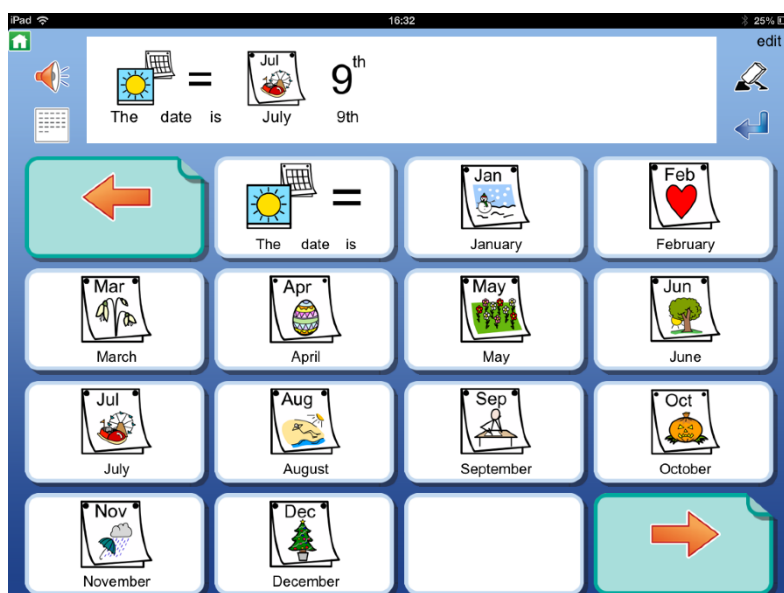 iPad 16:32 25%
edit
Jul 9th
The date is July 9th
The date is
Jan
January
Feb
February
Mar
March
Apr
April
May
May
Jun
June
Jul
July
Aug
August
Sep
September
Oct
October
Nov
November
Dec
December